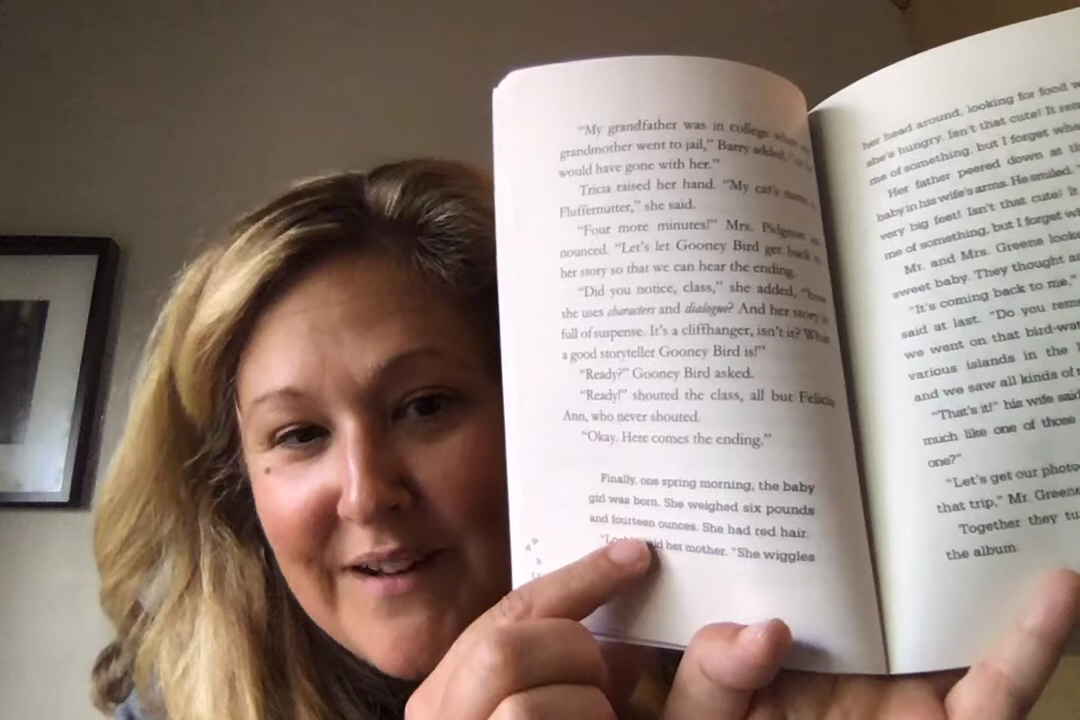 "My grandfather was in college when
grandmother went to jail," Barry added,
would have gone with her."
Tricia raised her hand. "My cat's name
Fluffernutter," she said.
"Four more minutes!" Mrs. Pidgeon an-
nounced. "Let's let Gooney Bird get back to
her story so that we can hear the ending.
"Did you notice, class," she added, "how
she uses characters and dialogue? And her story is
full of suspense. It's a cliffhanger, isn't it? What
a good storyteller Gooney Bird is!"
"Ready?" Gooney Bird asked.
"Ready!" shouted the class, all but Felicia
Ann, who never shouted.
"Okay. Here comes the ending."
Finally, one spring morning, the baby
girl was born. She weighed six pounds
and fourteen ounces. She had red hair.
her mother. "She wiggles
her head around, looking for food
she's hungry. Isn't that cute! It
me of something, but I forget
Her father peered down at
baby in his wife's arms. He smiled.
very big feet! Isn't that cute! It
me of something, but I forget
Mr. and Mrs. Greene
sweet baby. They thought
"It's coming back to me,"
said at last. "Do you
we went on that
various islands in the
and we saw all kinds of
"That's it!" his wife
much like one of those
one?"
"Let's get our
that trip," Mr. Greene
Together they
the album